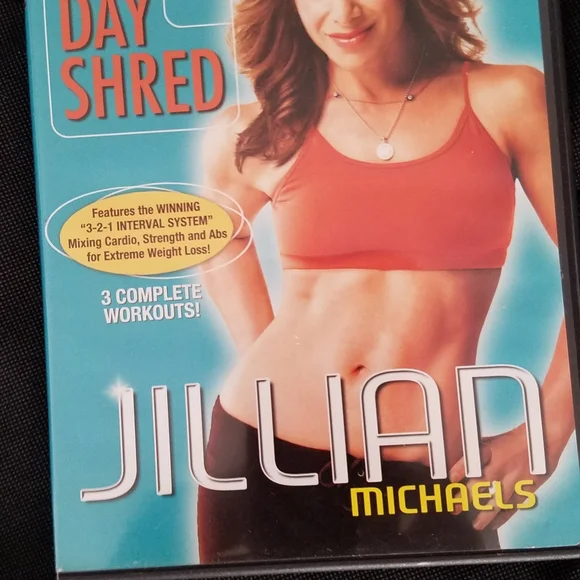 DAY
SHRED
Features the WINNING
"3-2-1 INTERVAL SYSTEM"
Mixing Cardio, Strength and Abs
for Extreme Weight Loss!
3 COMPLETE
WORKOUTS!
JILLIAN
MICHAELS